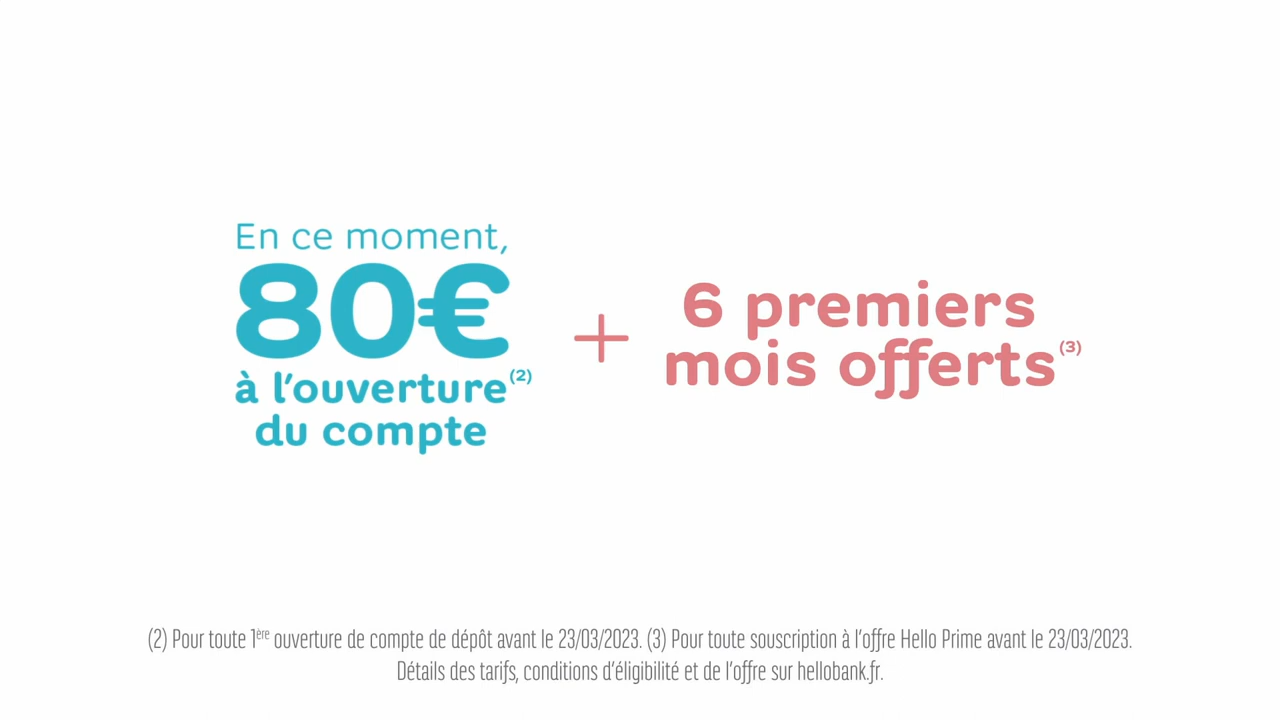 En ce moment,
80€
à l'ouverture(2)
du compte
+
6 premiers
mois offerts(3)
(2) Pour toute 1ère ouverture de compte de dépôt avant le 23/03/2023. (3) Pour toute souscription à l'offre Hello Prime avant le 23/03/2023.
Détails des tarifs, conditions d'éligibilité et de l'offre sur hellobank.fr.